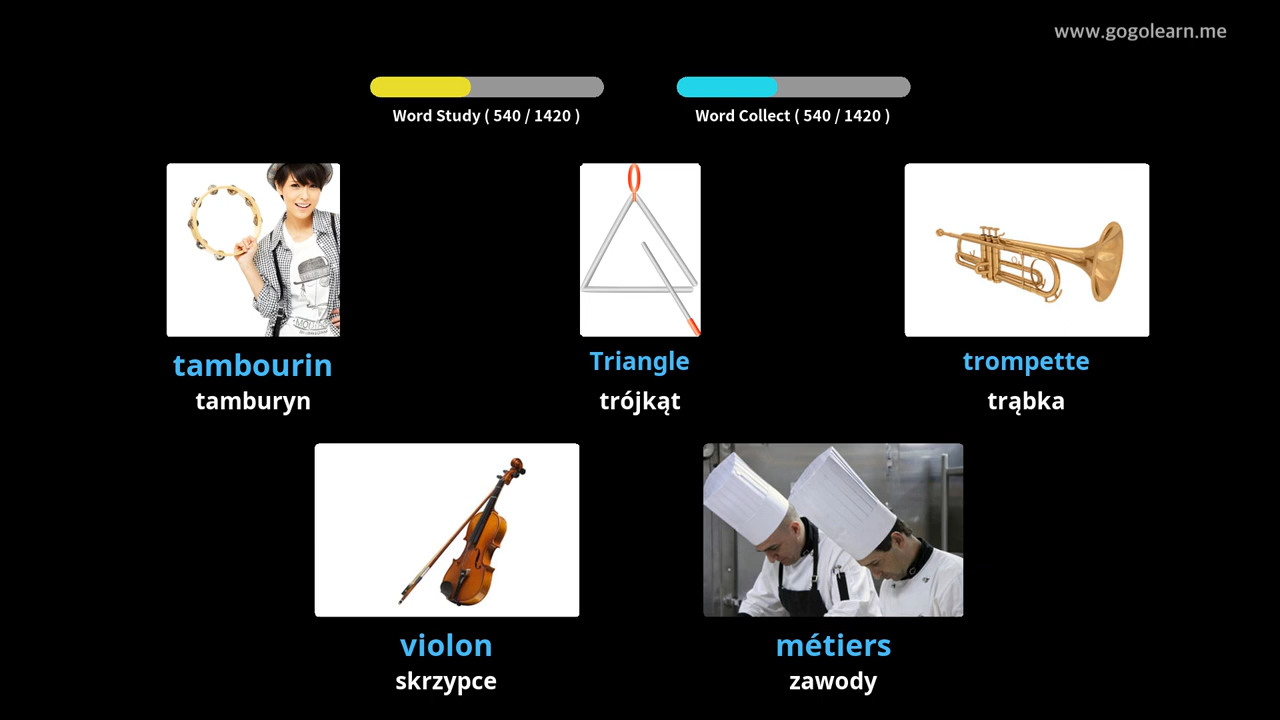 www.gogolearn.me
Word Study ( 540 / 1420 )
Word Collect ( 540 / 1420 )
tambourin
tamburyn
Triangle
trójkąt
trompette
trąbka
violon
skrzypce
métiers
zawody